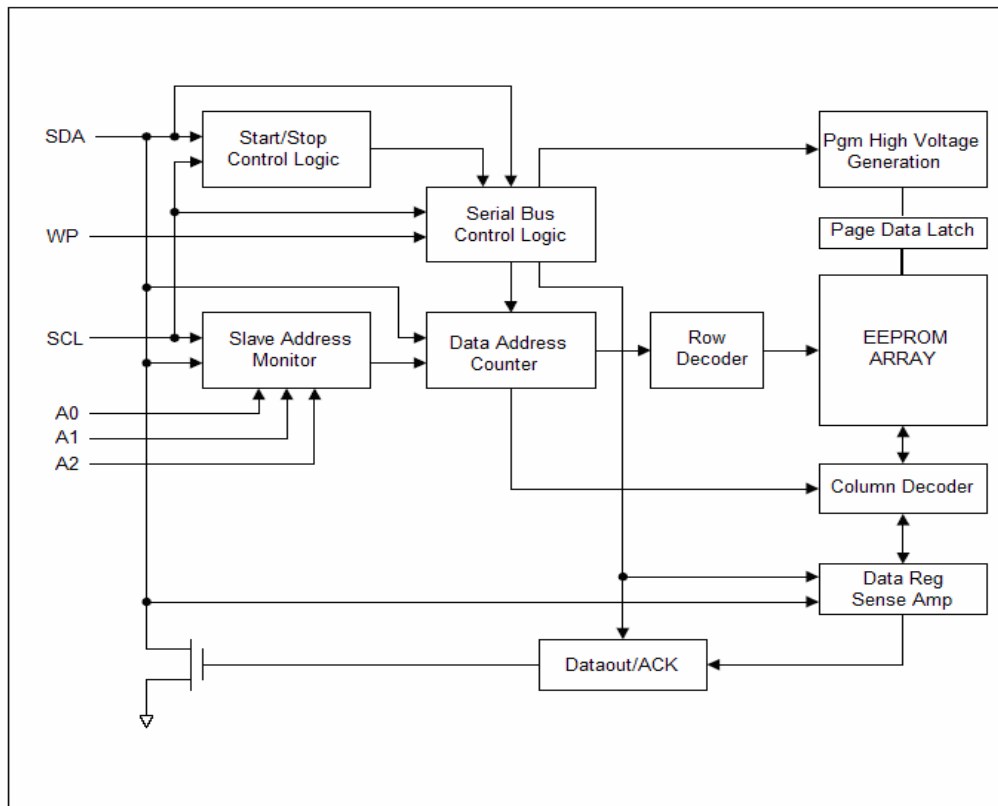 SDA
Start/Stop
Control Logic
Pgm High Voltage
Generation
WP
Serial Bus
Control Logic
Page Data Latch
SCL
Slave Address
Monitor
Data Address
Counter
Row
Decoder
EEPROM
ARRAY
A0
A1
A2
Column Decoder
Data Reg
Sense Amp
Dataout/ACK